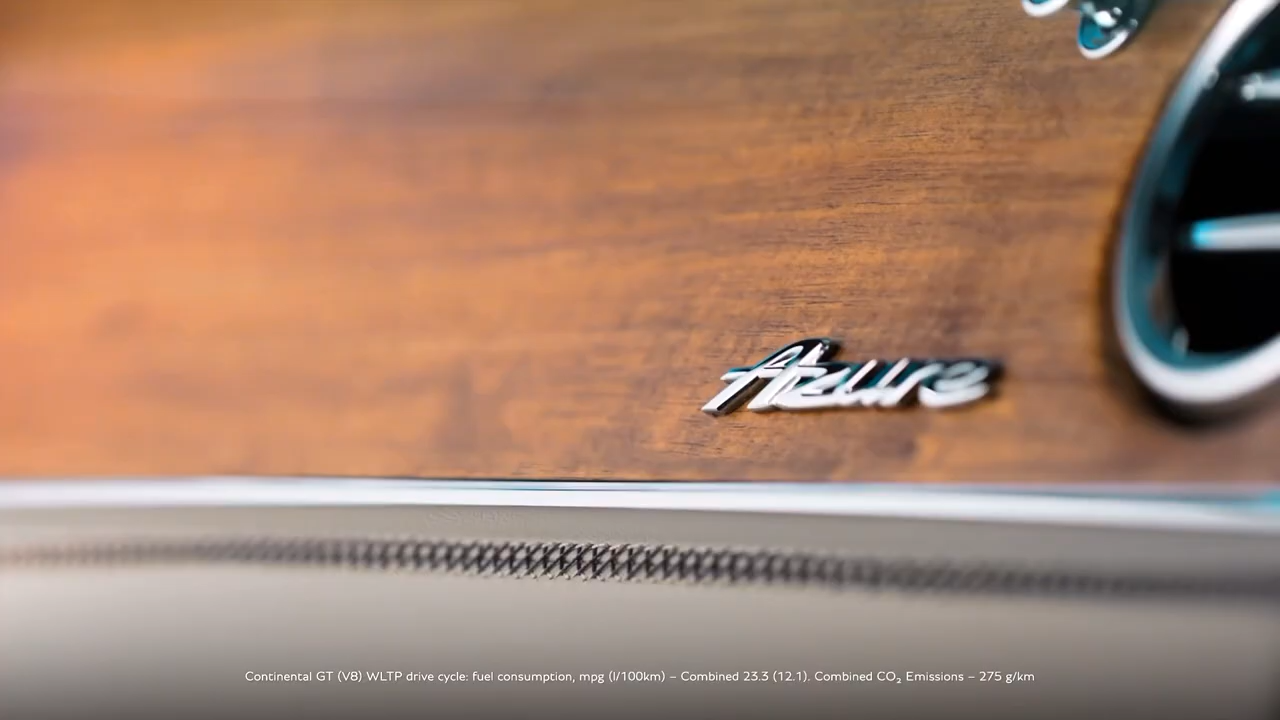 Azure
Continental GT (V8) WLTP drive cycle: fuel consumption, mpg (l/100km) – Combined 23.3 (12.1). Combined CO₂ Emissions – 275 g/km